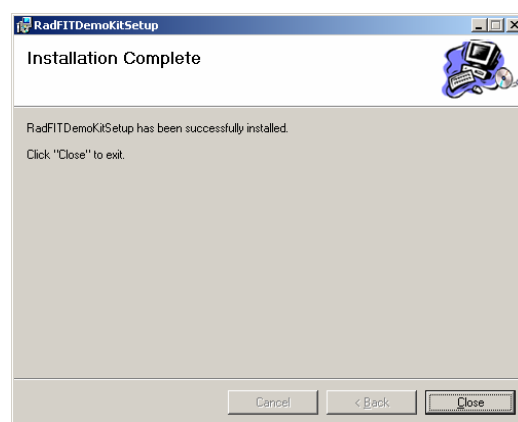 RadFITDemoKitSetup
Installation Complete
RadFITDemoKitSetup has been successfully installed.
Click "Close" to exit.
Cancel
< Back
Close